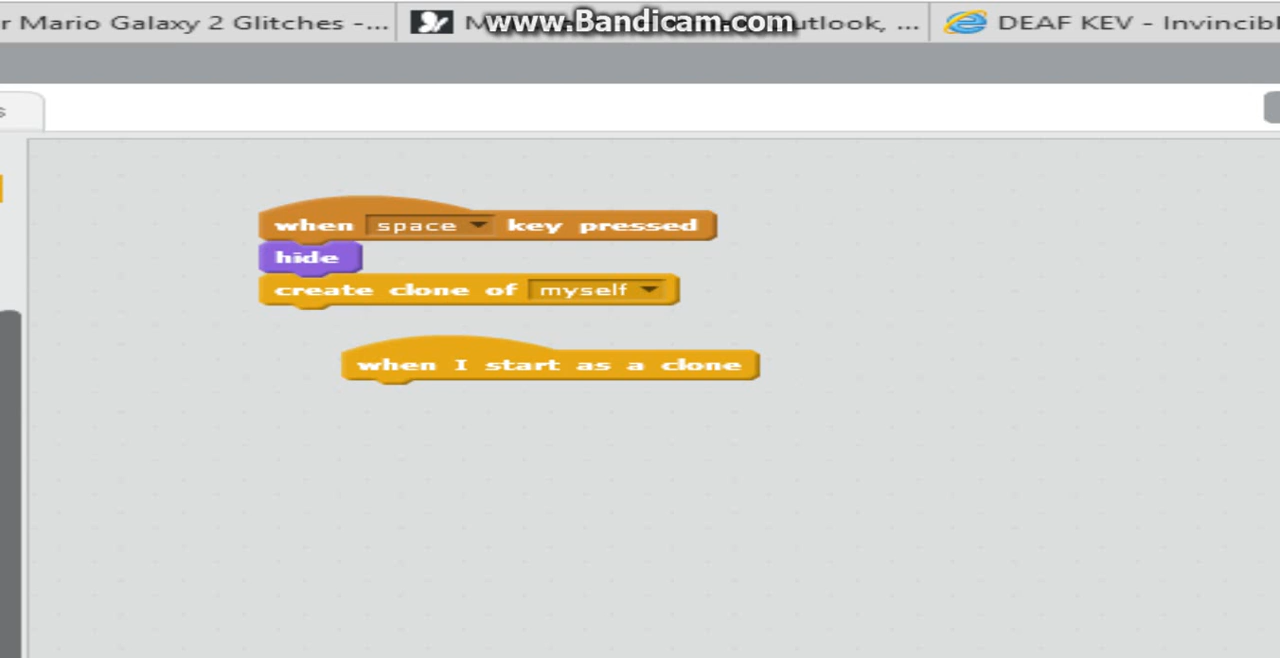 r Mario Galaxy 2 Glitches -...
www.Bandicam.com
utlook, ...
DEAF KEV - Invincibl
s
when space key pressed
hide
create clone of myself
when I start as a clone